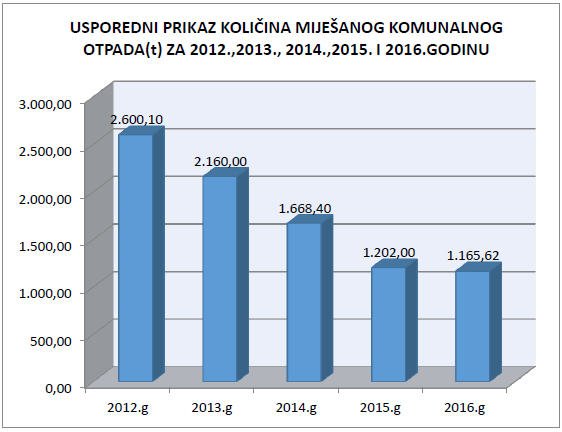 USPOREDNI PRIKAZ KOLIČINA MIJEŠANOG KOMUNALNOG
OTPADA(t) ZA 2012.,2013., 2014.,2015. I 2016.GODINU
3.000,00
2.500,00
2.000,00
1.500,00
1.000,00
500,00
0,00
2.600,10
2.160,00
1.668,40
1.202,00
1.165,62
2012.g
2013.g
2014.g
2015.g
2016.g